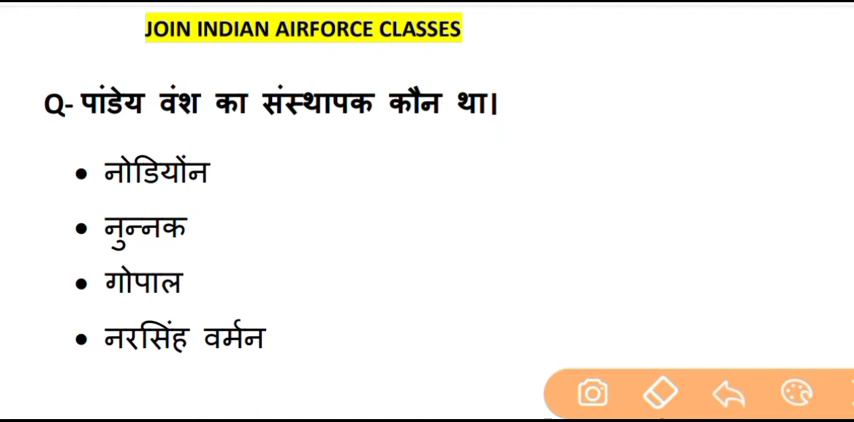 JOIN INDIAN AIRFORCE CLASSES
Q- पांडेय वंश का संस्थापक कौन था|
• नोडियोंन
• नुन्नक
• गोपाल
• नरसिंह वर्मन